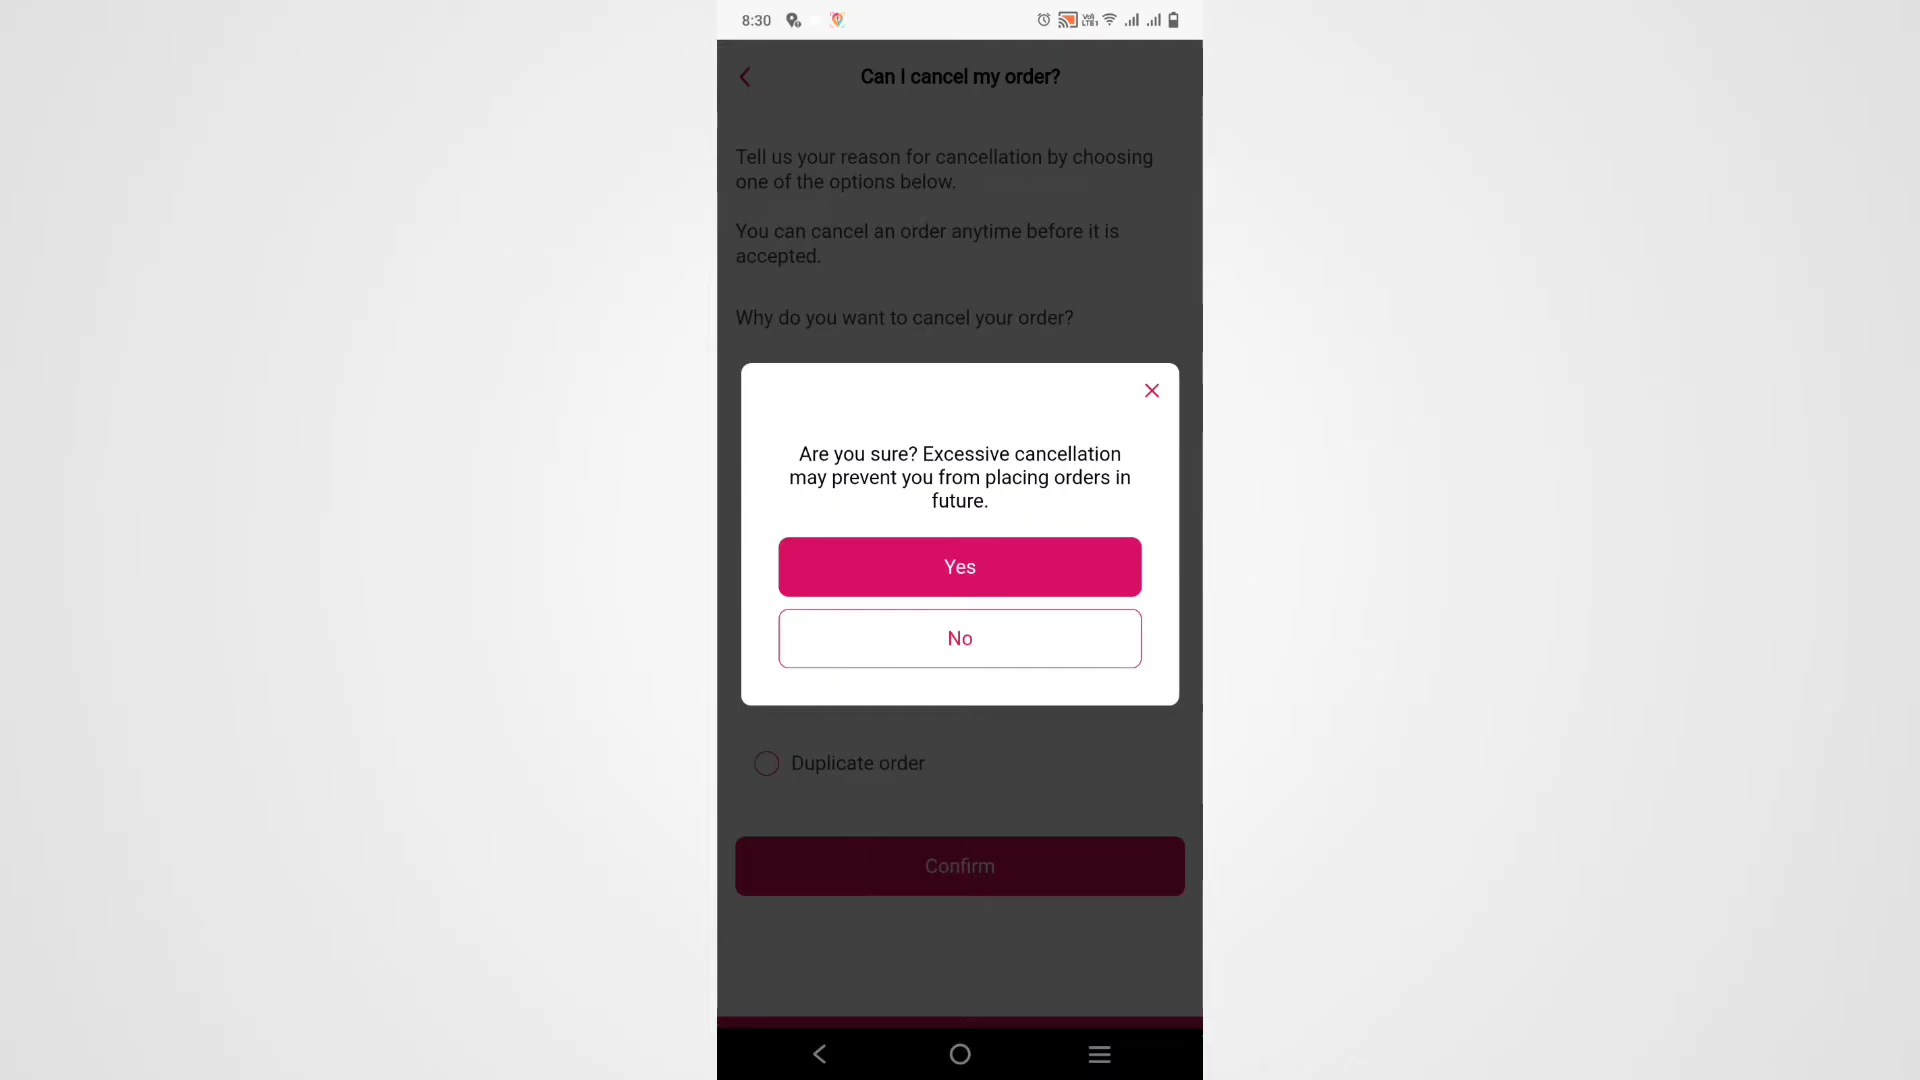 8:30
Can I cancel my order?
Tell us your reason for cancellation by choosing
one of the options below.
You can cancel an order anytime before it is
accepted.
Why do you want to cancel your order?
Are you sure? Excessive cancellation
may prevent you from placing orders in
future.
Yes
No
Duplicate order
Confirm